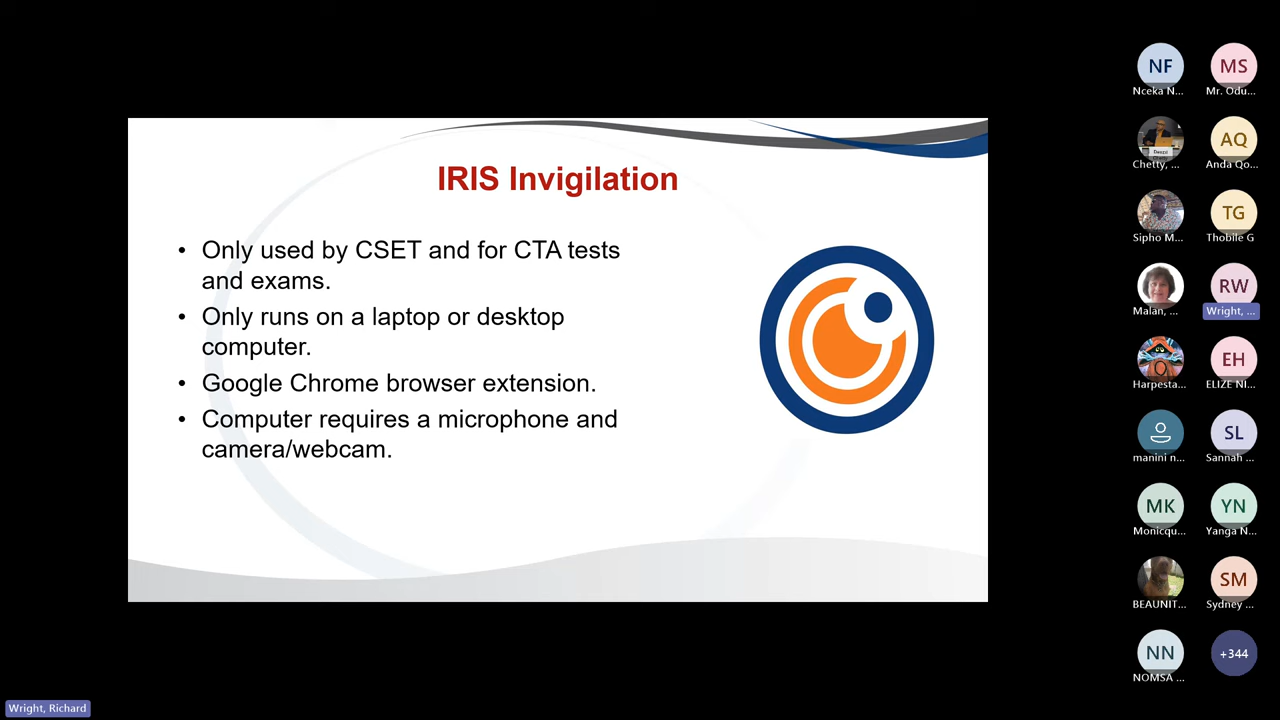 IRIS Invigilation
• Only used by CSET and for CTA tests
and exams.
• Only runs on a laptop or desktop
computer.
• Google Chrome browser extension.
• Computer requires a microphone and
camera/webcam.
NF
Nceka N...
MS
Mr. Odu...
Chetty, ...
AQ
Anda Qo...
Sipho M...
TG
Thobile G
Malan, ...
RW
Wright, ...
Harpesta...
EH
ELIZE NI...
manini n...
SL
Sannah ...
MK
Monicqu...
YN
Yanga N...
BEAUNIT...
SM
Sydney ...
NN
NOMSA ...
+344
Wright, Richard